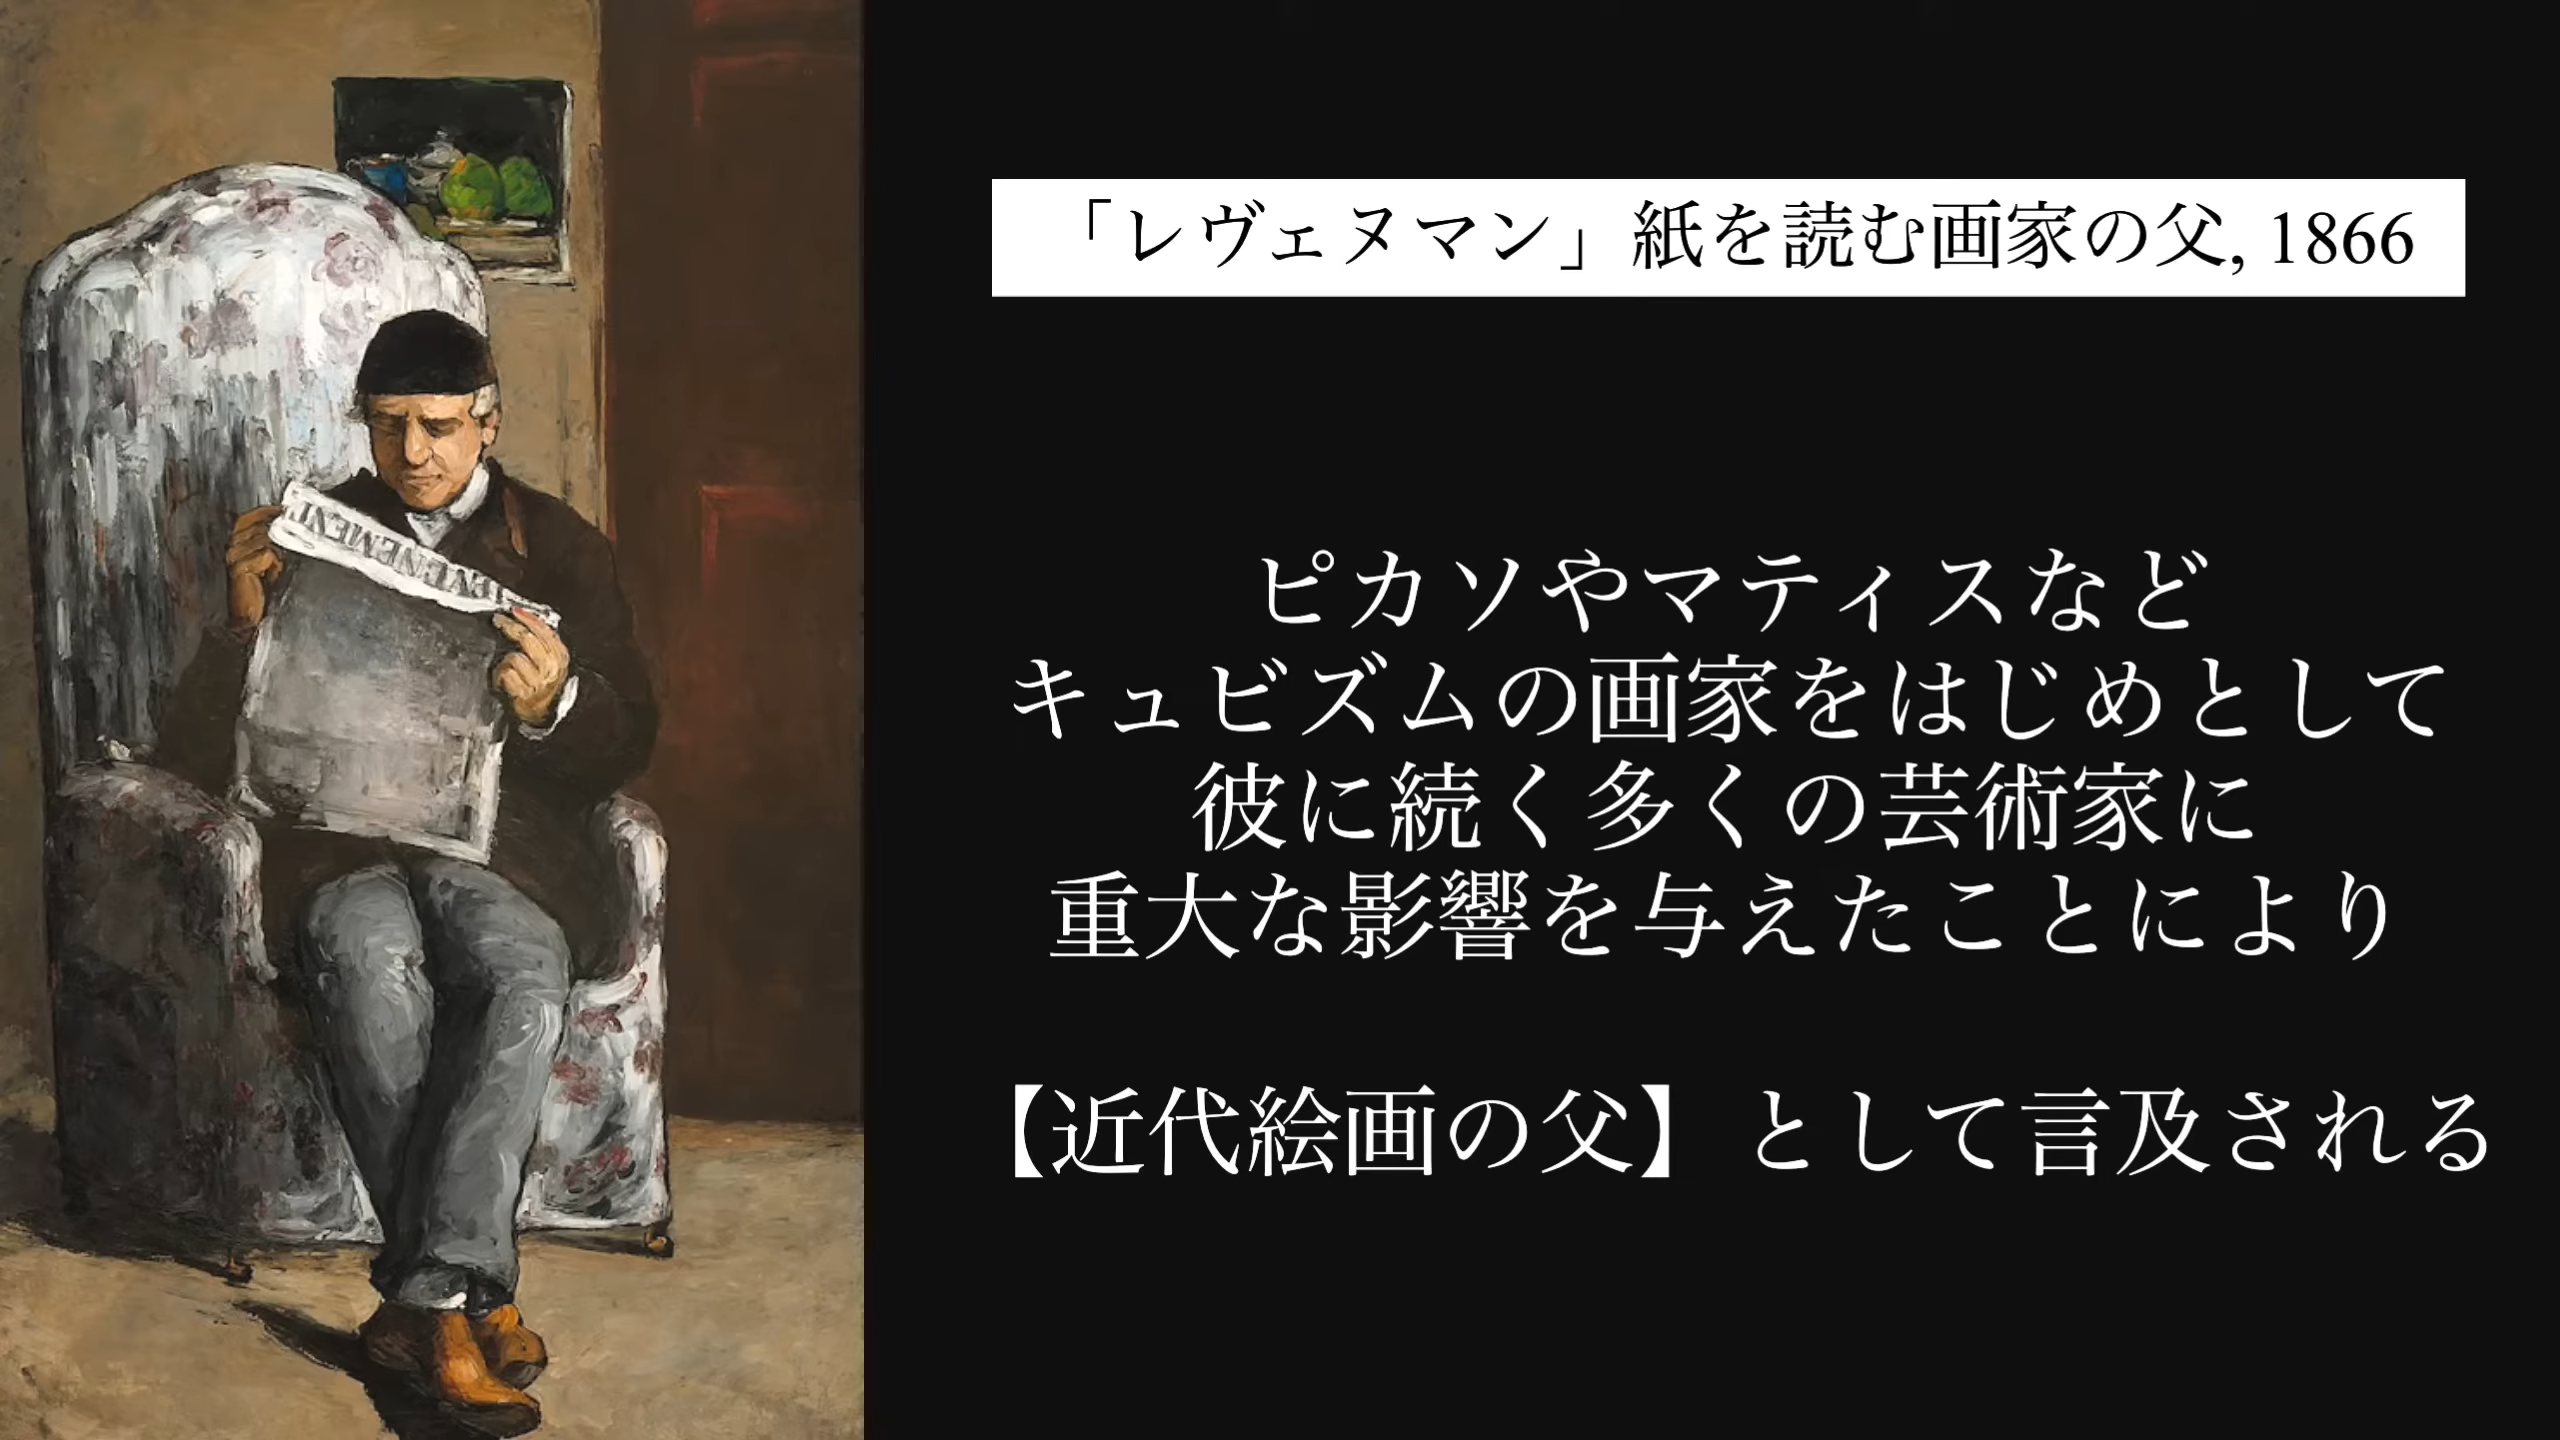 L'EVENEMENT
「レヴェヌマン」紙を読む画家の父, 1866
ピカソやマティスなど
キュビズムの画家をはじめとして
彼に続く多くの芸術家に
重大な影響を与えたことにより
【近代絵画の父】 として言及される